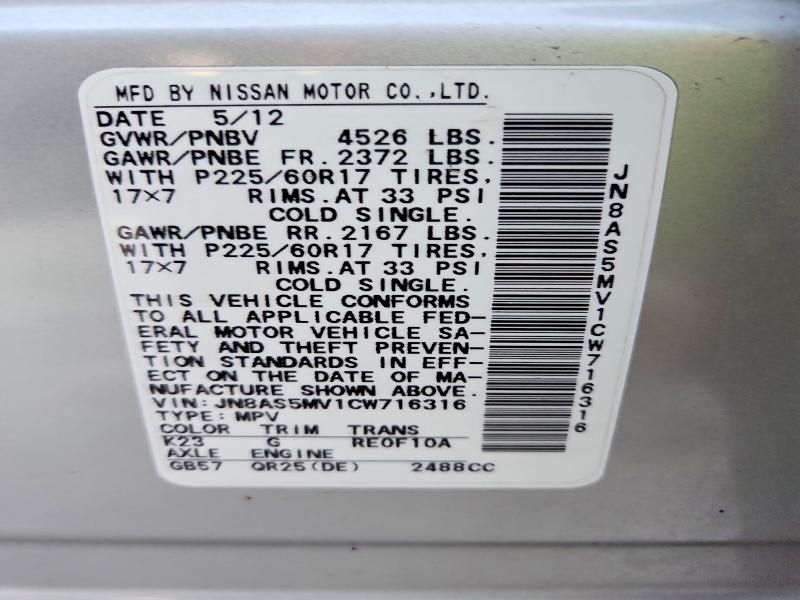 MFD BY NISSAN MOTOR CO.,LTD.
DATE 5/12
GVWR/PNBV 4526 LBS.
GAWR/PNBE FR. 2372 LBS.
WITH P225/60R17 TIRES,
17×7 RIMS.AT 33 PSI
COLD SINGLE.
GAWR/PNBE RR. 2167 LBS.
WITH P225/60R17 TIRES,
17×7 RIMS.AT 33 PSI
COLD SINGLE.
THIS VEHICLE CONFORMS
TO ALL APPLICABLE FED-
ERAL MOTOR VEHICLE SA-
FETY AND THEFT PREVEN-
TION STANDARDS IN EFF-
ECT ON THE DATE OF MA-
NUFACTURE SHOWN ABOVE.
VIN: JN8AS5MV1CW716316
TYPE: MPV
COLOR TRIM TRANS
K23 G RE0F10A
AXLE ENGINE
GB57 QR25(DE) 2488CC
JN8AS5MV1CW716316